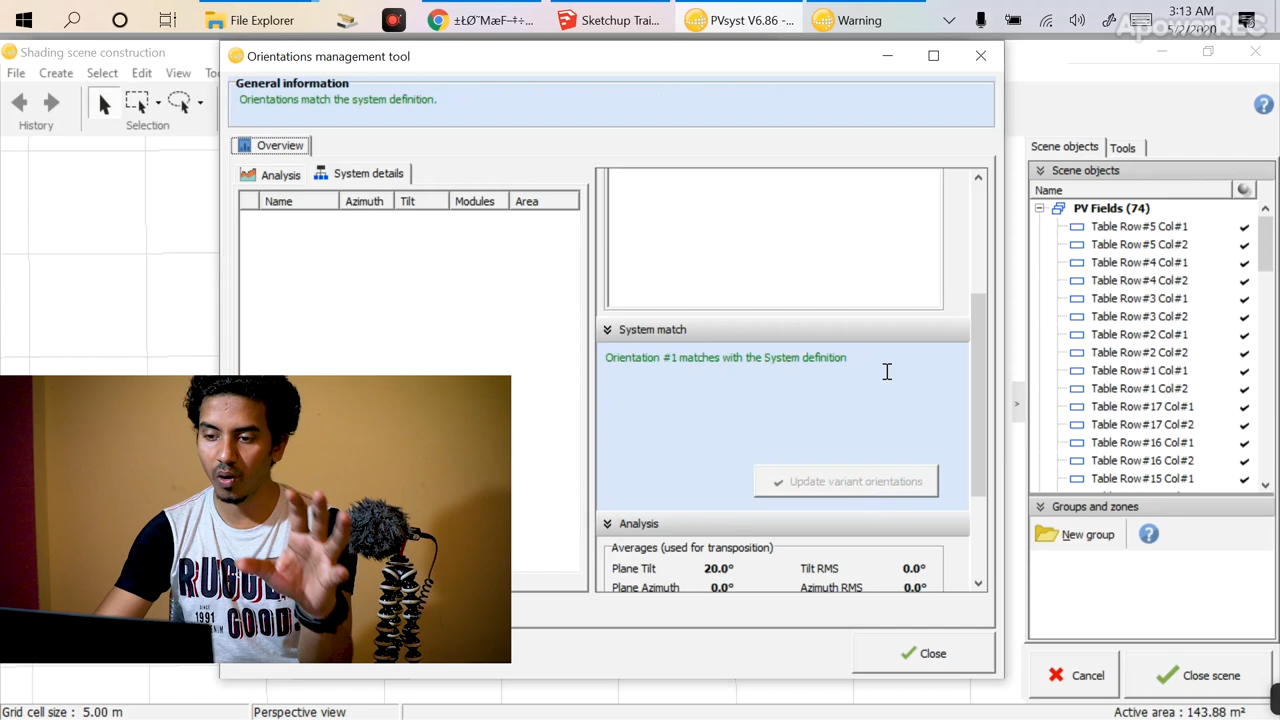 File Explorer
Sketchup Trai...
PVsyst V6.86 -...
Warning
3:13 AM
5/2/2020
ApowerREC
Shading scene construction
File Create Select Edit View
History
Selection
Orientations management tool
General information
Orientations match the system definition.
Overview
Analysis
System details
Name Azimuth Tilt Modules Area
System match
Orientation #1 matches with the System definition
Update variant orientations
Analysis
Averages (used for transposition)
Plane Tilt 20.0° Tilt RMS 0.0°
Plane Azimuth 0.0° Azimuth RMS 0.0°
Close
Scene objects Tools
Scene objects
Name
PV Fields (74)
Table Row#5 Col#1
Table Row#5 Col#2
Table Row#4 Col#1
Table Row#4 Col#2
Table Row#3 Col#1
Table Row#3 Col#2
Table Row#2 Col#1
Table Row#2 Col#2
Table Row#1 Col#1
Table Row#1 Col#2
Table Row#17 Col#1
Table Row#17 Col#2
Table Row#16 Col#1
Table Row#16 Col#2
Table Row#15 Col#1
Groups and zones
New group
Cancel
Close scene
SINCE
1991
GOOD.
Grid cell size : 5.00 m
Perspective view
Active area : 143.88 m²